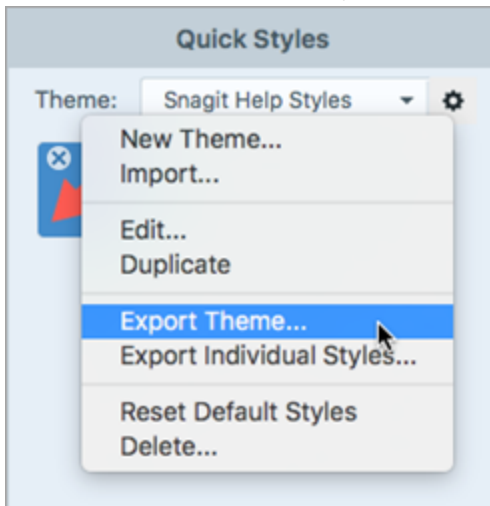 Quick Styles
Theme: Snagit Help Styles
New Theme...
Import...
Edit...
Duplicate
Export Theme...
Export Individual Styles...
Reset Default Styles
Delete...